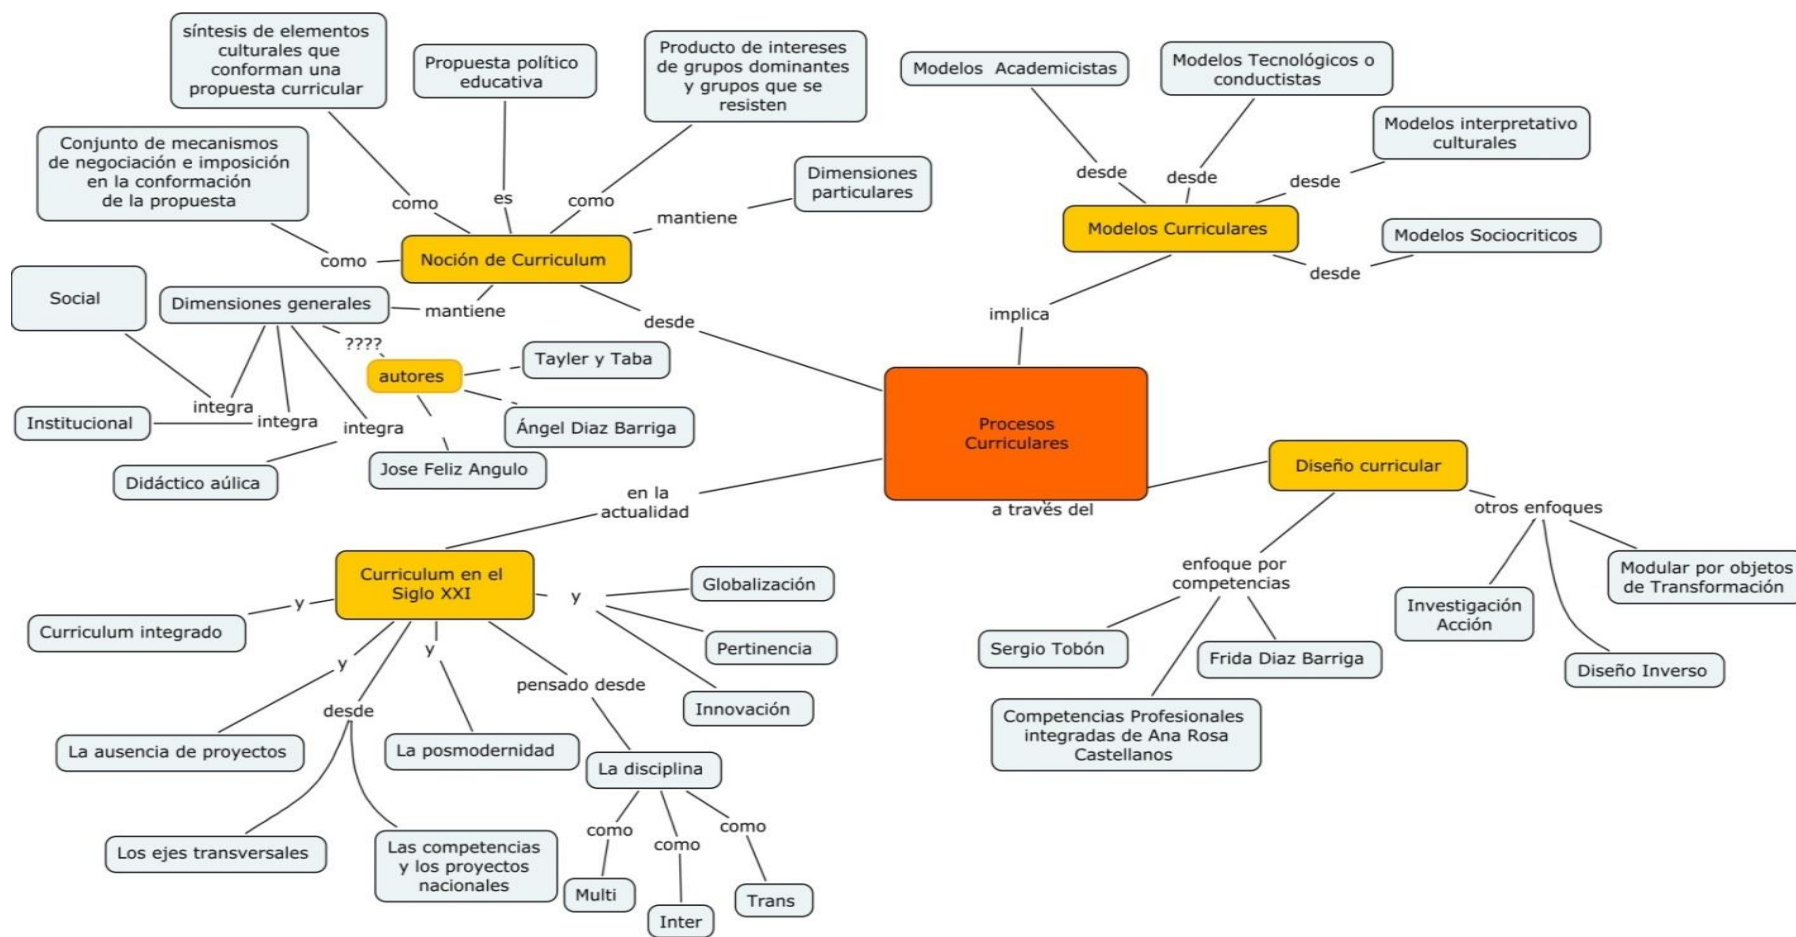 síntesis de elementos
culturales que
conforman una
propuesta curricular
Propuesta político
educativa
Producto de intereses
de grupos dominantes
y grupos que se
resisten
Modelos Academicistas
Modelos Tecnológicos o
conductistas
Modelos interpretativo
culturales
Conjunto de mecanismos
de negociación e imposición
en la conformación
de la propuesta
Dimensiones
particulares
desde
desde
desde
como
es
como
mantiene
Modelos Curriculares
Modelos Sociocriticos
como
Noción de Curriculum
desde
Social
Dimensiones generales
mantiene
desde
implica
????
autores
Tayler y Taba
integra
integra
integra
Institucional
Ángel Diaz Barriga
Didáctico aúlica
Jose Feliz Angulo
Procesos
Curriculares
Diseño curricular
en la
actualidad
a través del
otros enfoques
enfoque por
competencias
Modular por objetos
de Transformación
Investigación
Acción
Sergio Tobón
Frida Diaz Barriga
Diseño Inverso
Competencias Profesionales
integradas de Ana Rosa
Castellanos
Curriculum en el
Siglo XXI
y
Globalización
y
Curriculum integrado
y
y
Pertinencia
pensado desde
Innovación
desde
La ausencia de proyectos
La posmodernidad
La disciplina
Los ejes transversales
Las competencias
y los proyectos
nacionales
como
como
como
Multi
Inter
Trans